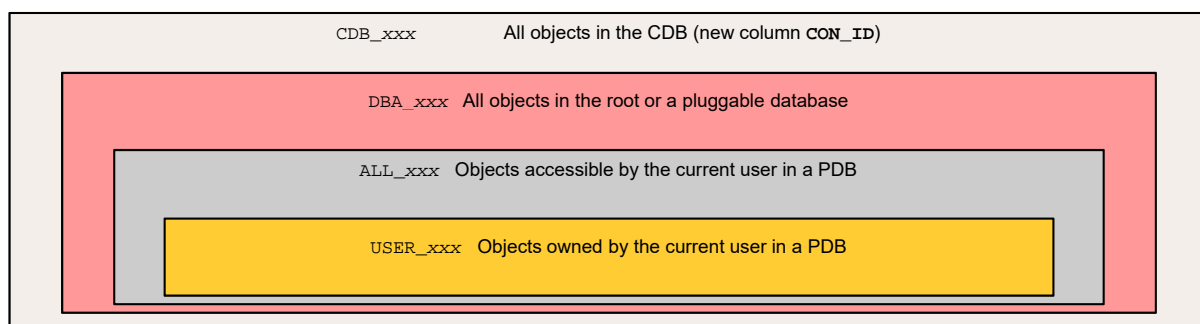 CDB_xxx All objects in the CDB (new column CON_ID)
DBA_xxx All objects in the root or a pluggable database
ALL_xxx Objects accessible by the current user in a PDB
USER_xxx Objects owned by the current user in a PDB